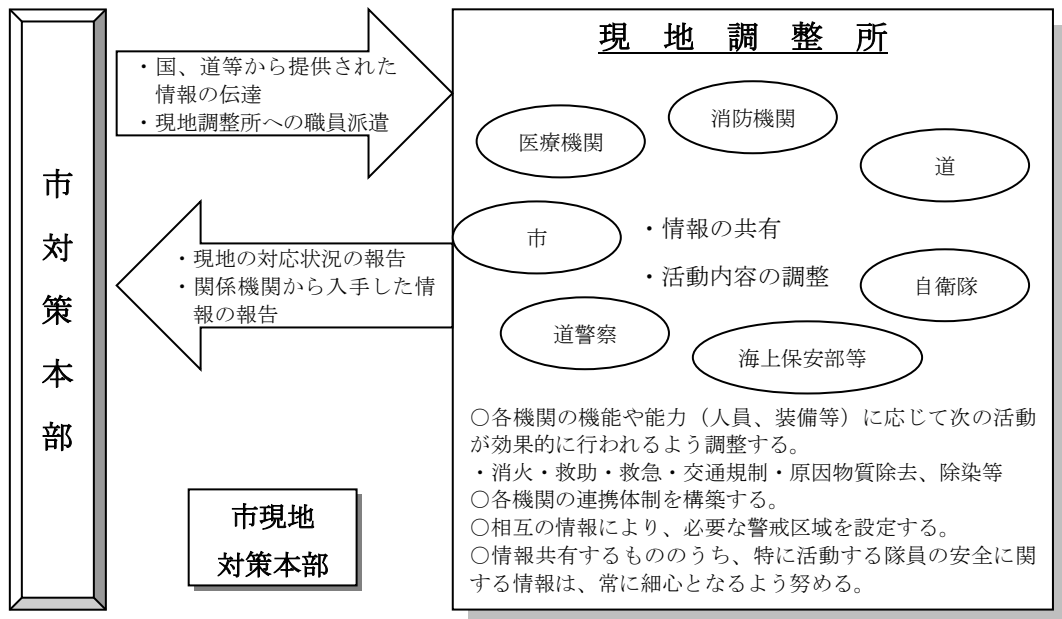 市対策本部
・国、道等から提供された
情報の伝達
・現地調整所への職員派遣
・現地の対応状況の報告
・関係機関から入手した情
報の報告
市現地
対策本部
現地調整所
医療機関
消防機関
道
市
・情報の共有
・活動内容の調整
自衛隊
道警察
海上保安部等
○各機関の機能や能力（人員、装備等）に応じて次の活動
が効果的に行われるよう調整する。
・消火・救助・救急・交通規制・原因物質除去、除染等
○各機関の連携体制を構築する。
○相互の情報により、必要な警戒区域を設定する。
○情報共有するもののうち、特に活動する隊員の安全に関
する情報は、常に細心となるよう努める。